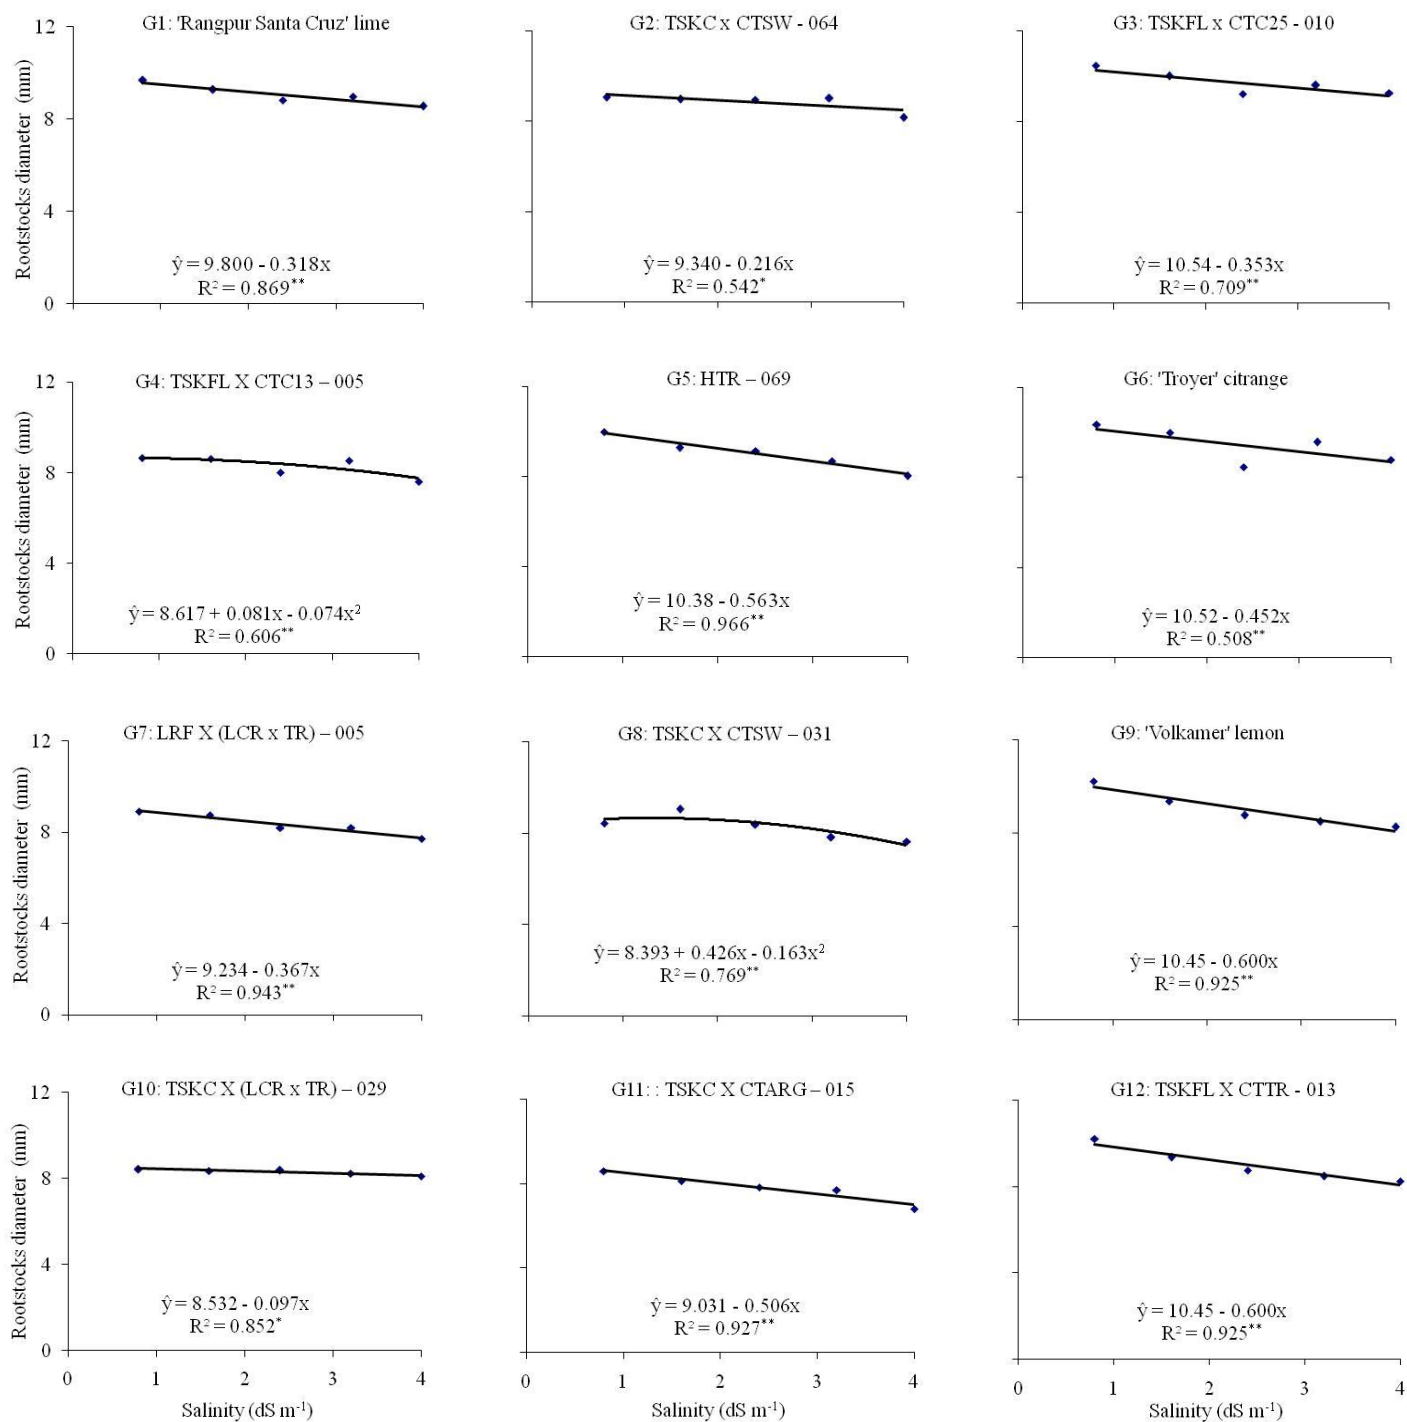 G1: 'Rangpur Santa Cruz' lime
Rootstocks diameter (mm)
12
8
4
0
ŷ = 9.800 - 0.318x
R² = 0.869**
G2: TSKC x CTSW - 064
ŷ = 9.340 - 0.216x
R² = 0.542*
G3: TSKFL x CTC25 - 010
ŷ = 10.54 - 0.353x
R² = 0.709**
G4: TSKFL X CTC13 – 005
Rootstocks diameter (mm)
12
8
4
0
ŷ = 8.617 + 0.081x - 0.074x²
R² = 0.606**
G5: HTR – 069
ŷ = 10.38 - 0.563x
R² = 0.966**
G6: 'Troyer' citrange
ŷ = 10.52 - 0.452x
R² = 0.508**
G7: LRF X (LCR x TR) – 005
Rootstocks diameter (mm)
12
8
4
0
ŷ = 9.234 - 0.367x
R² = 0.943**
G8: TSKC X CTSW – 031
ŷ = 8.393 + 0.426x - 0.163x²
R² = 0.769**
G9: 'Volkamer' lemon
ŷ = 10.45 - 0.600x
R² = 0.925**
G10: TSKC X (LCR x TR) – 029
Rootstocks diameter (mm)
12
8
4
0
ŷ = 8.532 - 0.097x
R² = 0.852*
0 1 2 3 4
Salinity (dS m⁻¹)
G11: : TSKC X CTARG – 015
ŷ = 9.031 - 0.506x
R² = 0.927**
0 1 2 3 4
Salinity (dS m⁻¹)
G12: TSKFL X CTTR - 013
ŷ = 10.45 - 0.600x
R² = 0.925**
0 1 2 3 4
Salinity (dS m⁻¹)